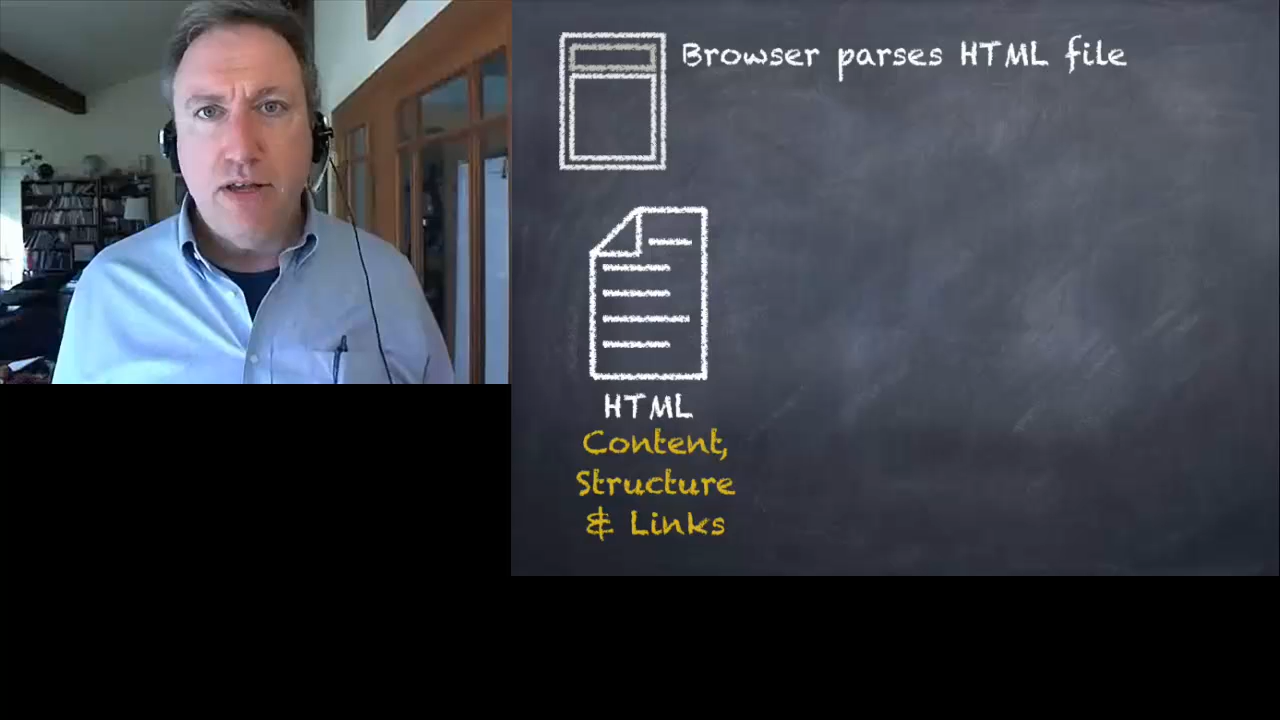 Browser parses HTML file
HTML
Content,
Structure
& Links